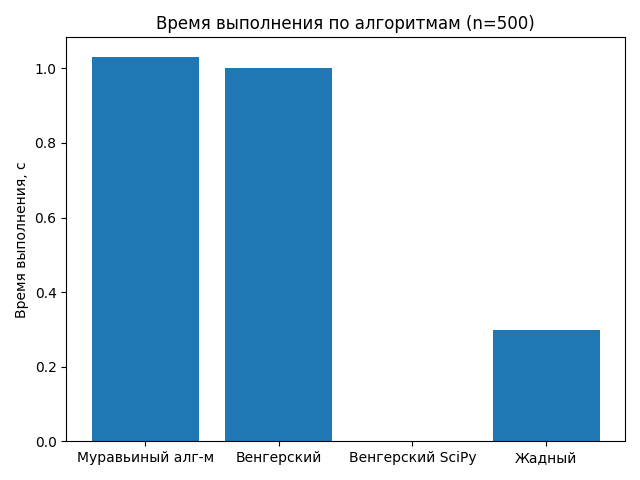 Время выполнения по алгоритмам (n=500)
Время выполнения, с
1.0
0.8
0.6
0.4
0.2
0.0
Муравьиный алг-м Венгерский Венгерский SciPy Жадный